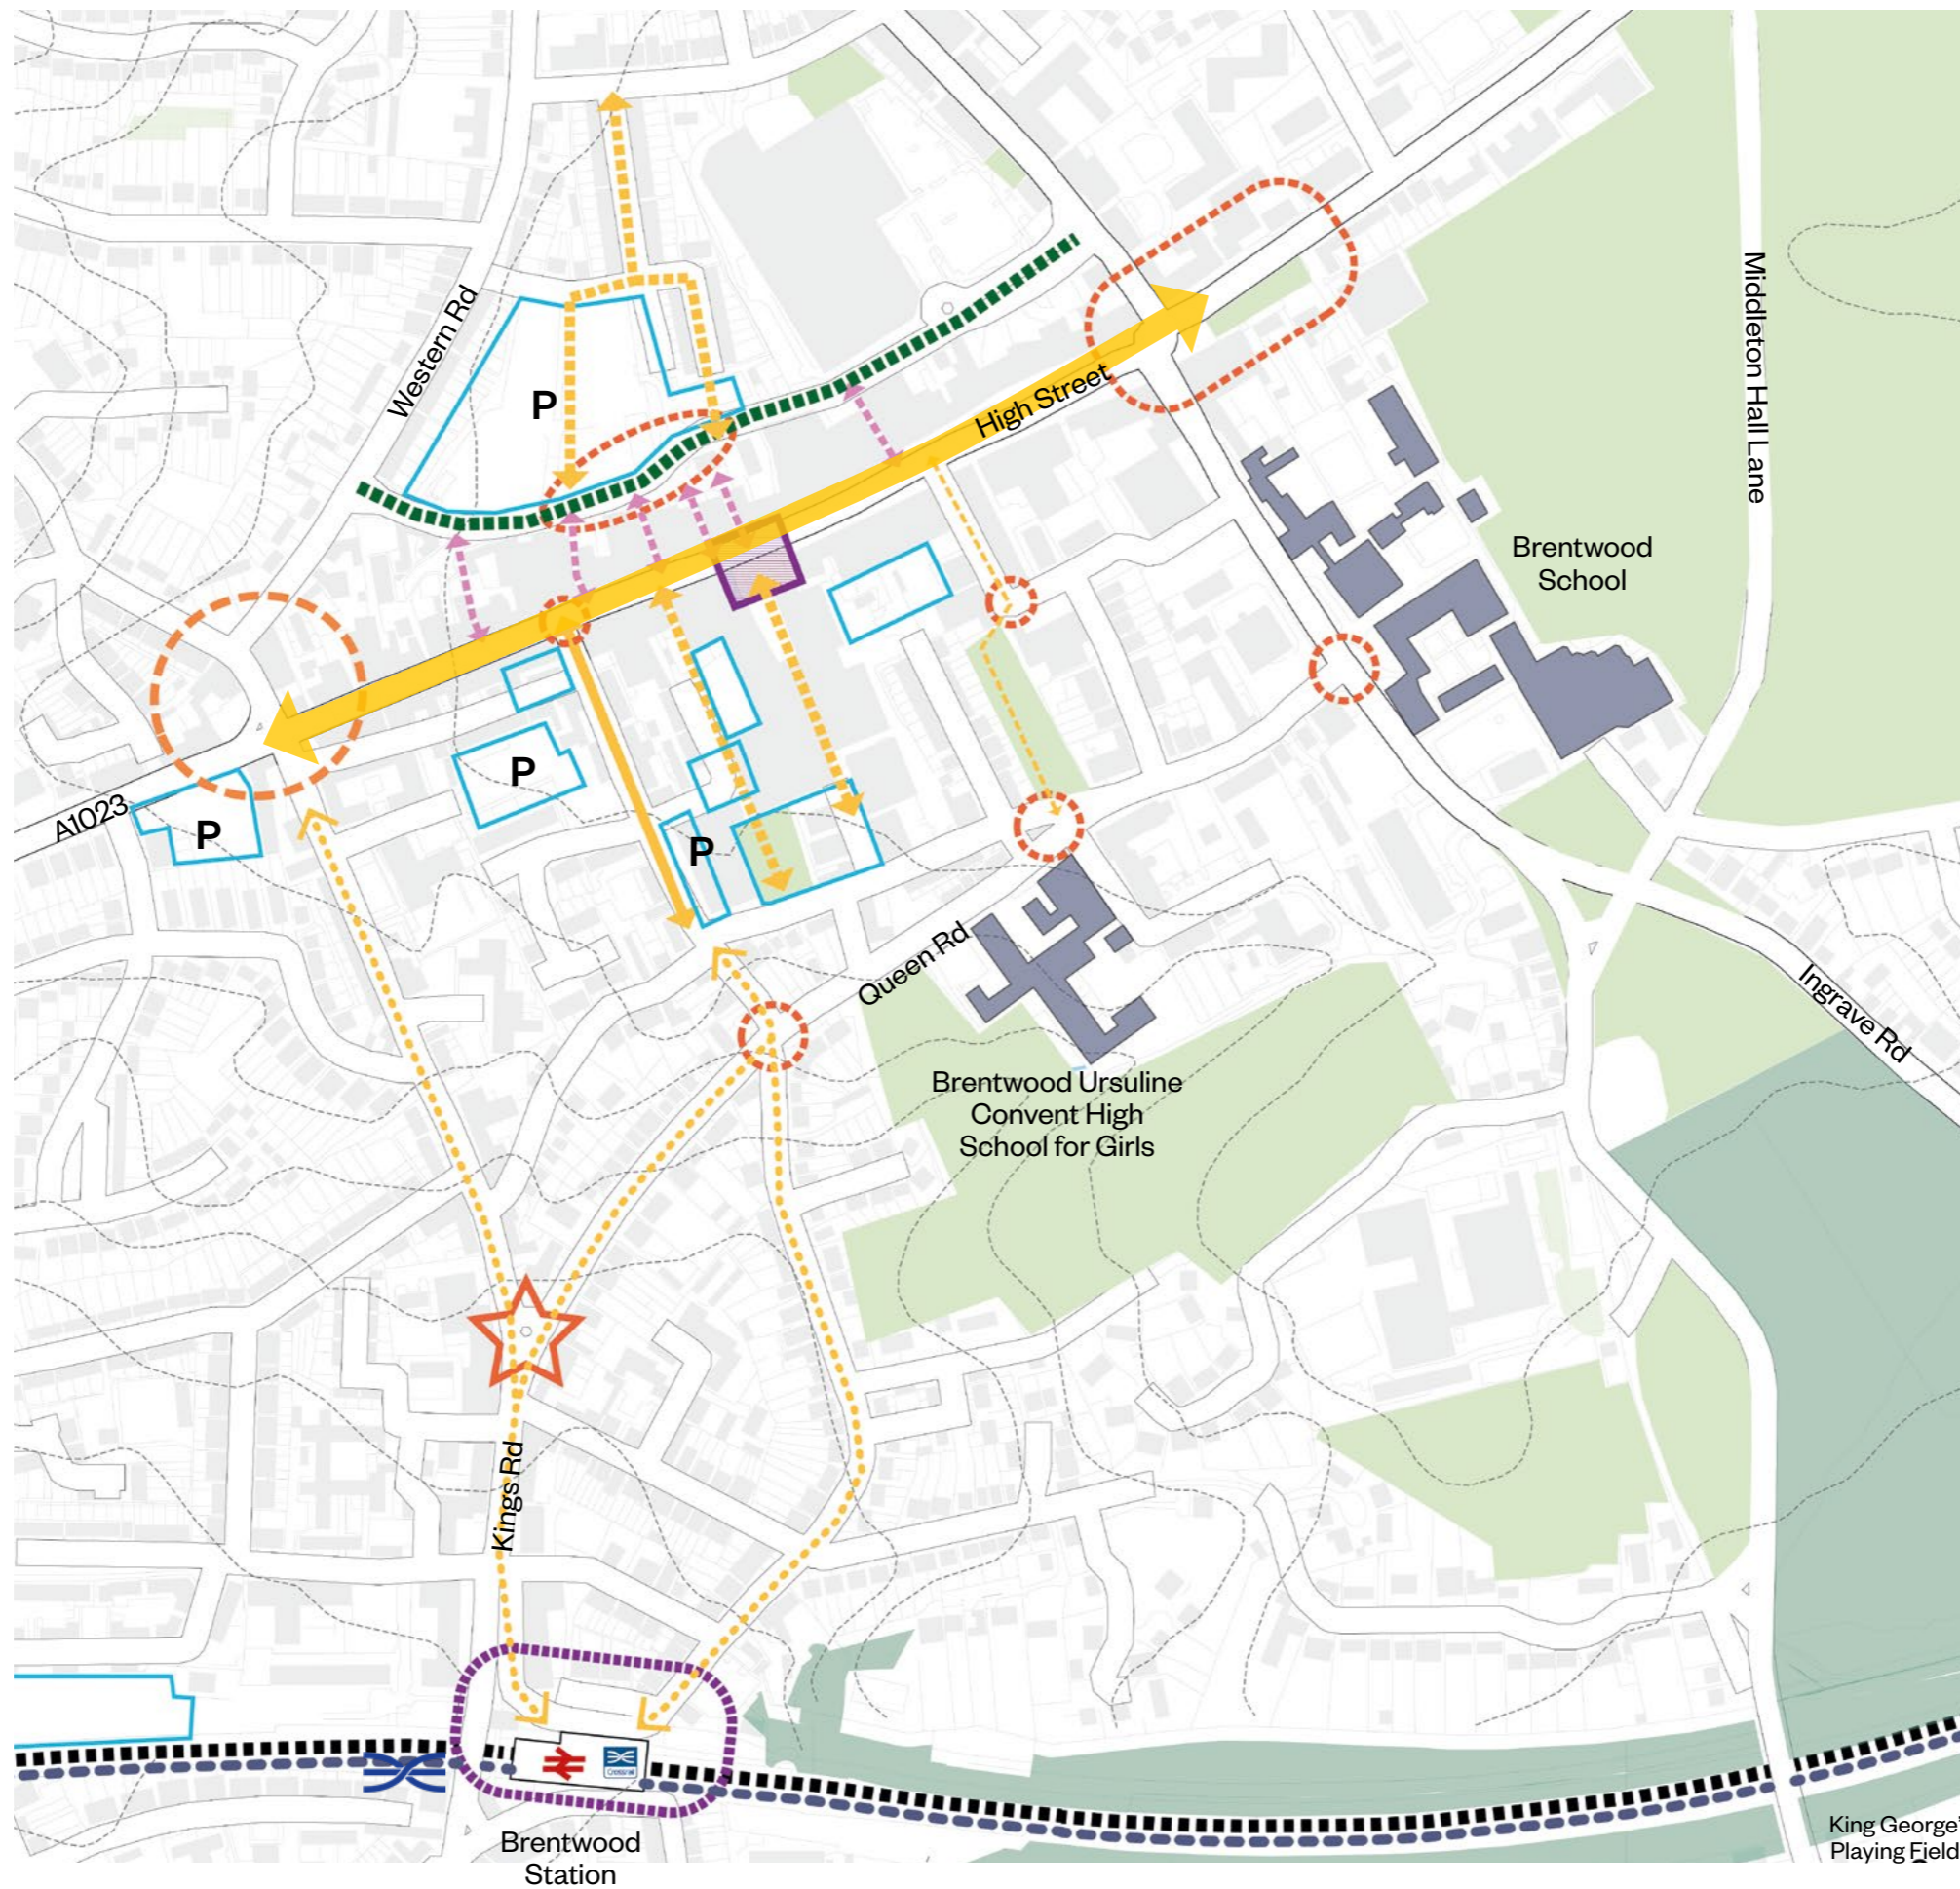 Western Rd
P
High Street
Middleton Hall Lane
Brentwood
School
P
A1023
P
P
Queen Rd
Ingrave Rd
Brentwood Ursuline
Convent High
School for Girls
Kings Rd
Crossrail
Brentwood
Station
King George'
Playing Field